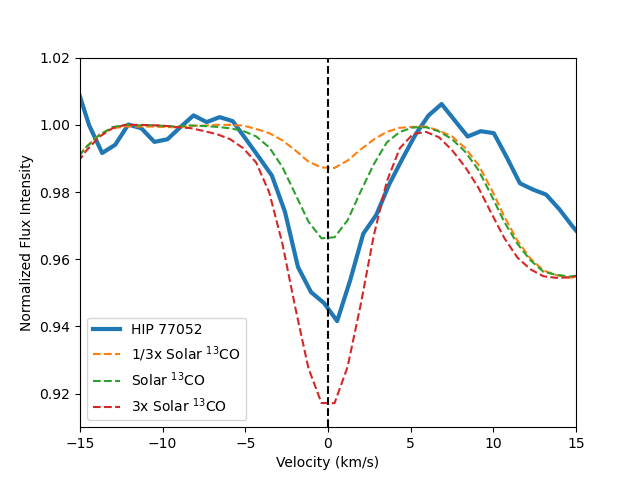 1.02
1.00
0.98
0.96
0.94
0.92
Normalized Flux Intensity
HIP 77052
1/3x Solar ¹³CO
Solar ¹³CO
3x Solar ¹³CO
−15
−10
−5
0
5
10
15
Velocity (km/s)